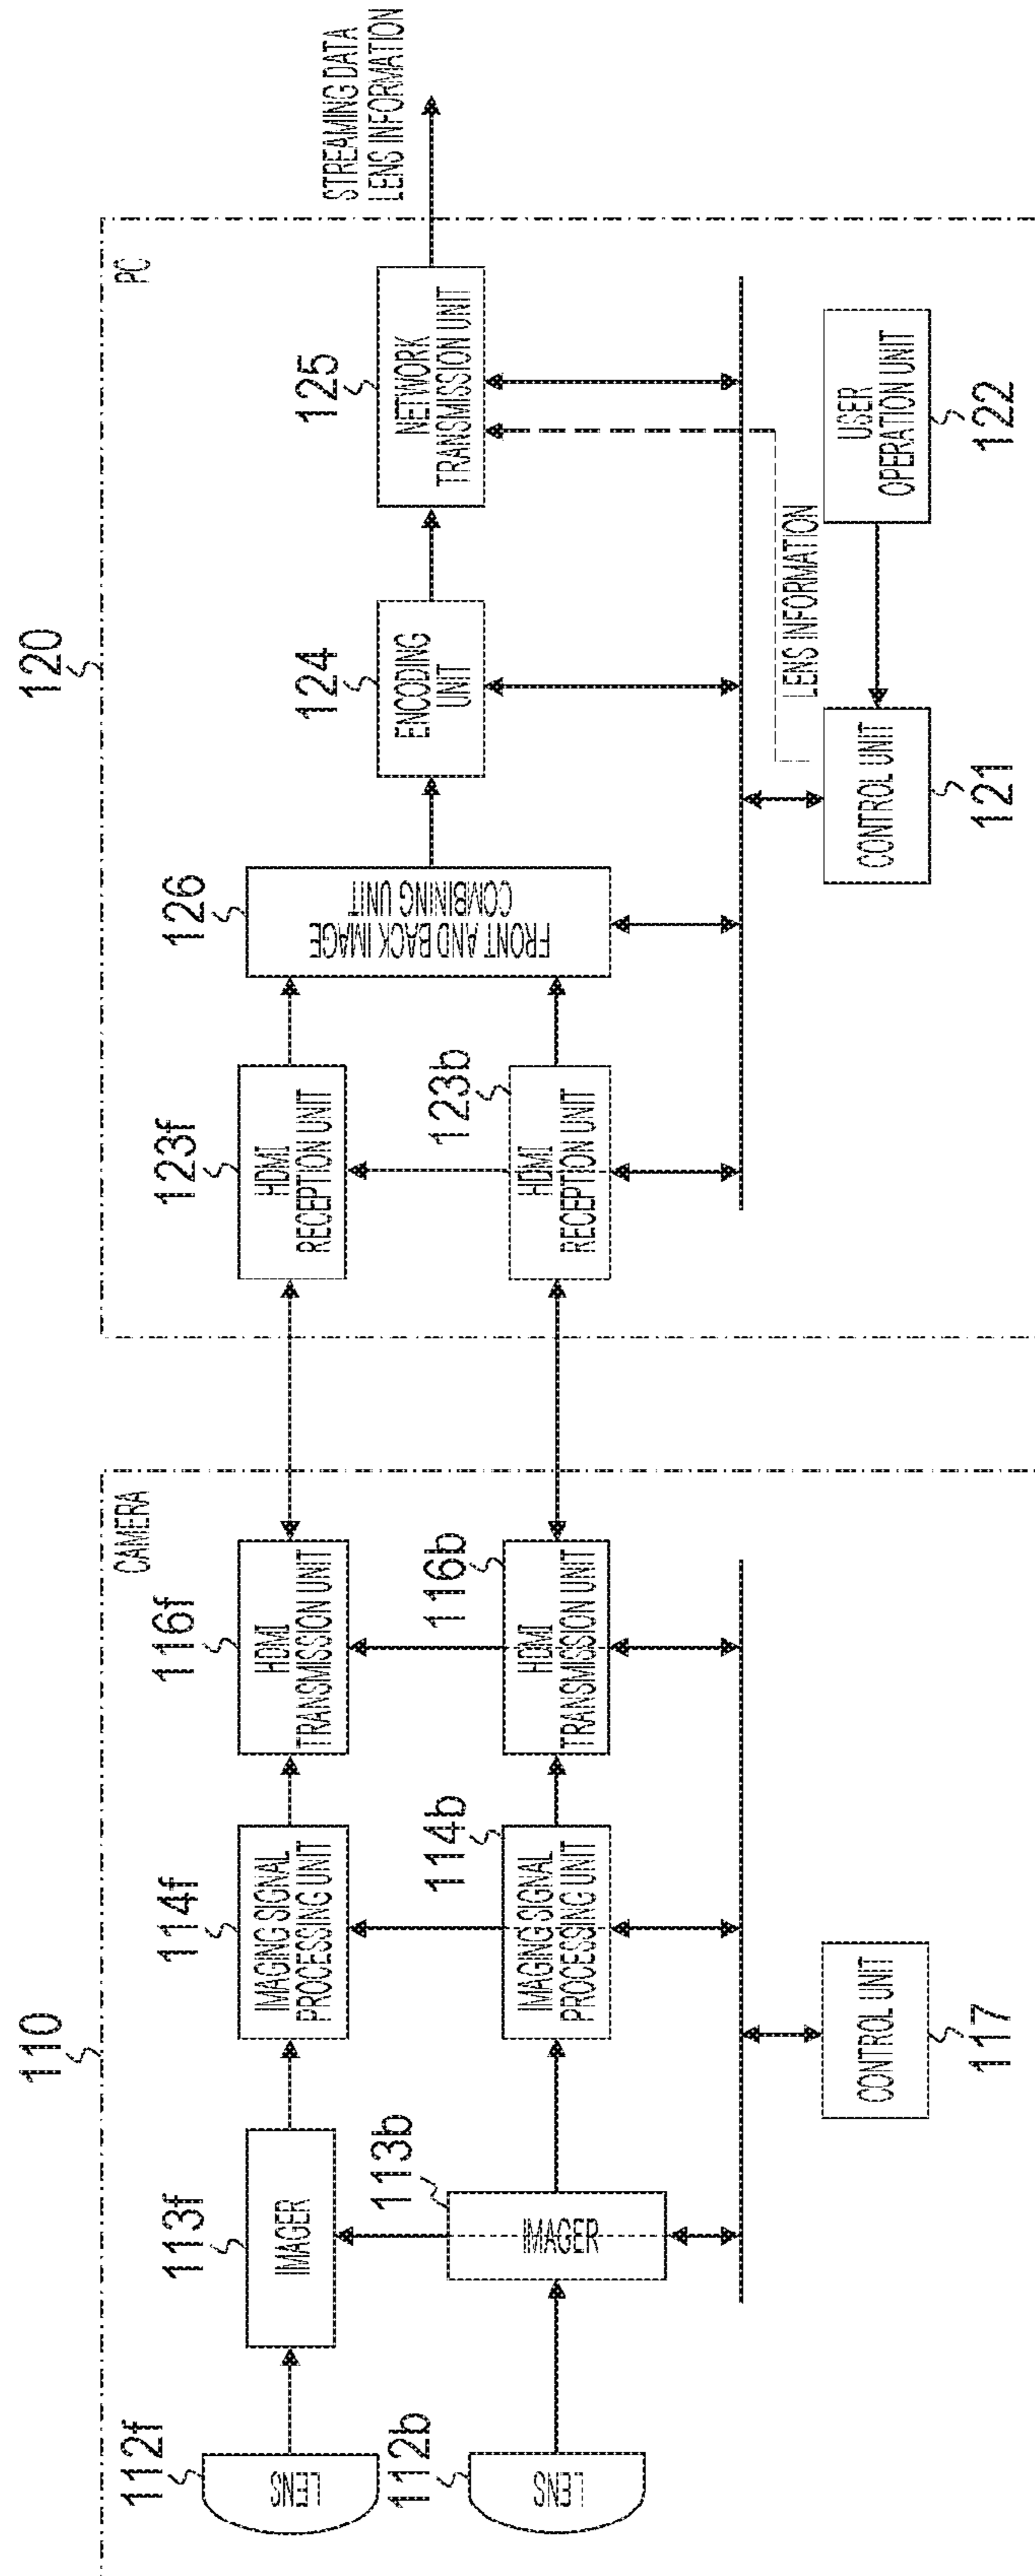 110
CAMERA
112f
LENS
113f
IMAGER
114f
IMAGING SIGNAL
PROCESSING UNIT
116f
HDMI
TRANSMISSION UNIT
112b
LENS
113b
IMAGER
114b
IMAGING SIGNAL
PROCESSING UNIT
116b
HDMI
TRANSMISSION UNIT
CONTROL UNIT
117
120
PC
123f
HDMI
RECEPTION UNIT
123b
HDMI
RECEPTION UNIT
126
FRONT AND BACK IMAGE
COMBINING UNIT
124
ENCODING
UNIT
125
NETWORK
TRANSMISSION UNIT
STREAMING DATA
LENS INFORMATION
LENS INFORMATION
CONTROL UNIT
121
USER
OPERATION UNIT
122